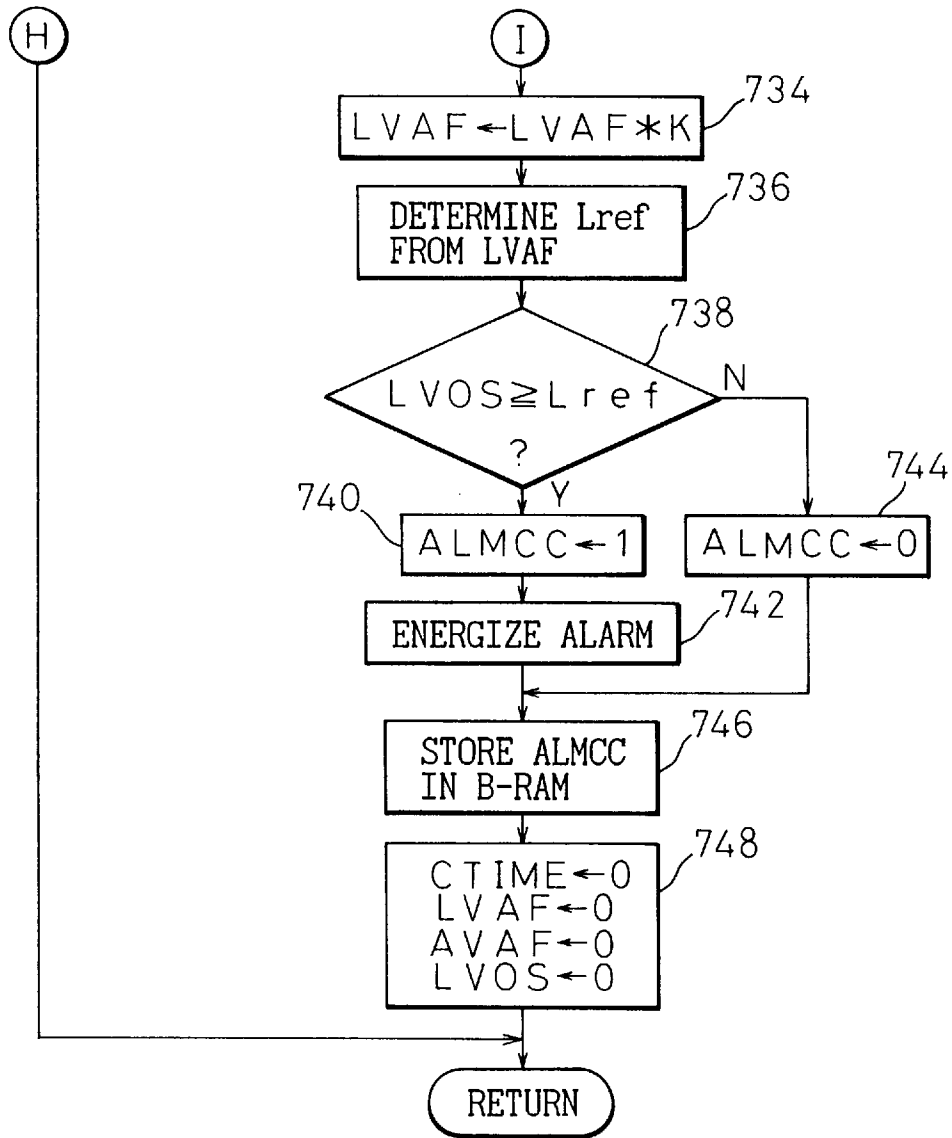 H
I
734
LVAF←LVAF*K
736
DETERMINE Lref
FROM LVAF
738
LVOS≧Lref
?
N
Y
740
ALMCC←1
744
ALMCC←0
742
ENERGIZE ALARM
746
STORE ALMCC
IN B-RAM
748
CTIME←0
LVAF←0
AVAF←0
LVOS←0
RETURN